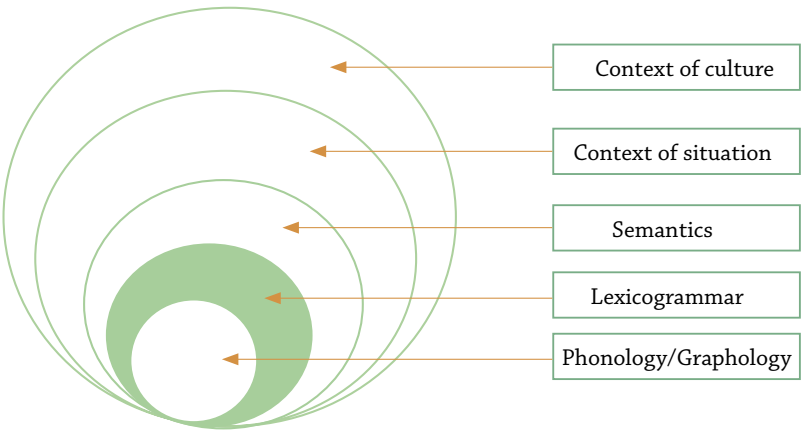 Context of culture
Context of situation
Semantics
Lexicogrammar
Phonology/Graphology